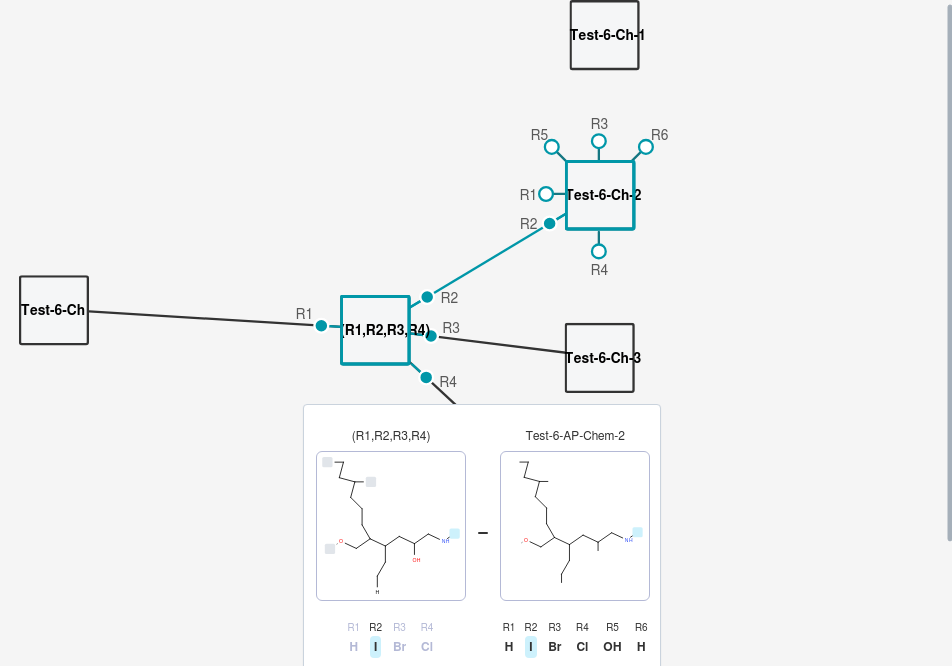 Test-6-Ch-1
R5 R3 R6
R1 Test-6-Ch-2
R2
R4
Test-6-Ch
R1 R2
(R1,R2,R3,R4) R3
R4
Test-6-Ch-3
(R1,R2,R3,R4) Test-6-AP-Chem-2
O NH OH H
O NH
R1 R2 R3 R4 R1 R2 R3 R4 R5 R6
H I Br Cl H I Br Cl OH H